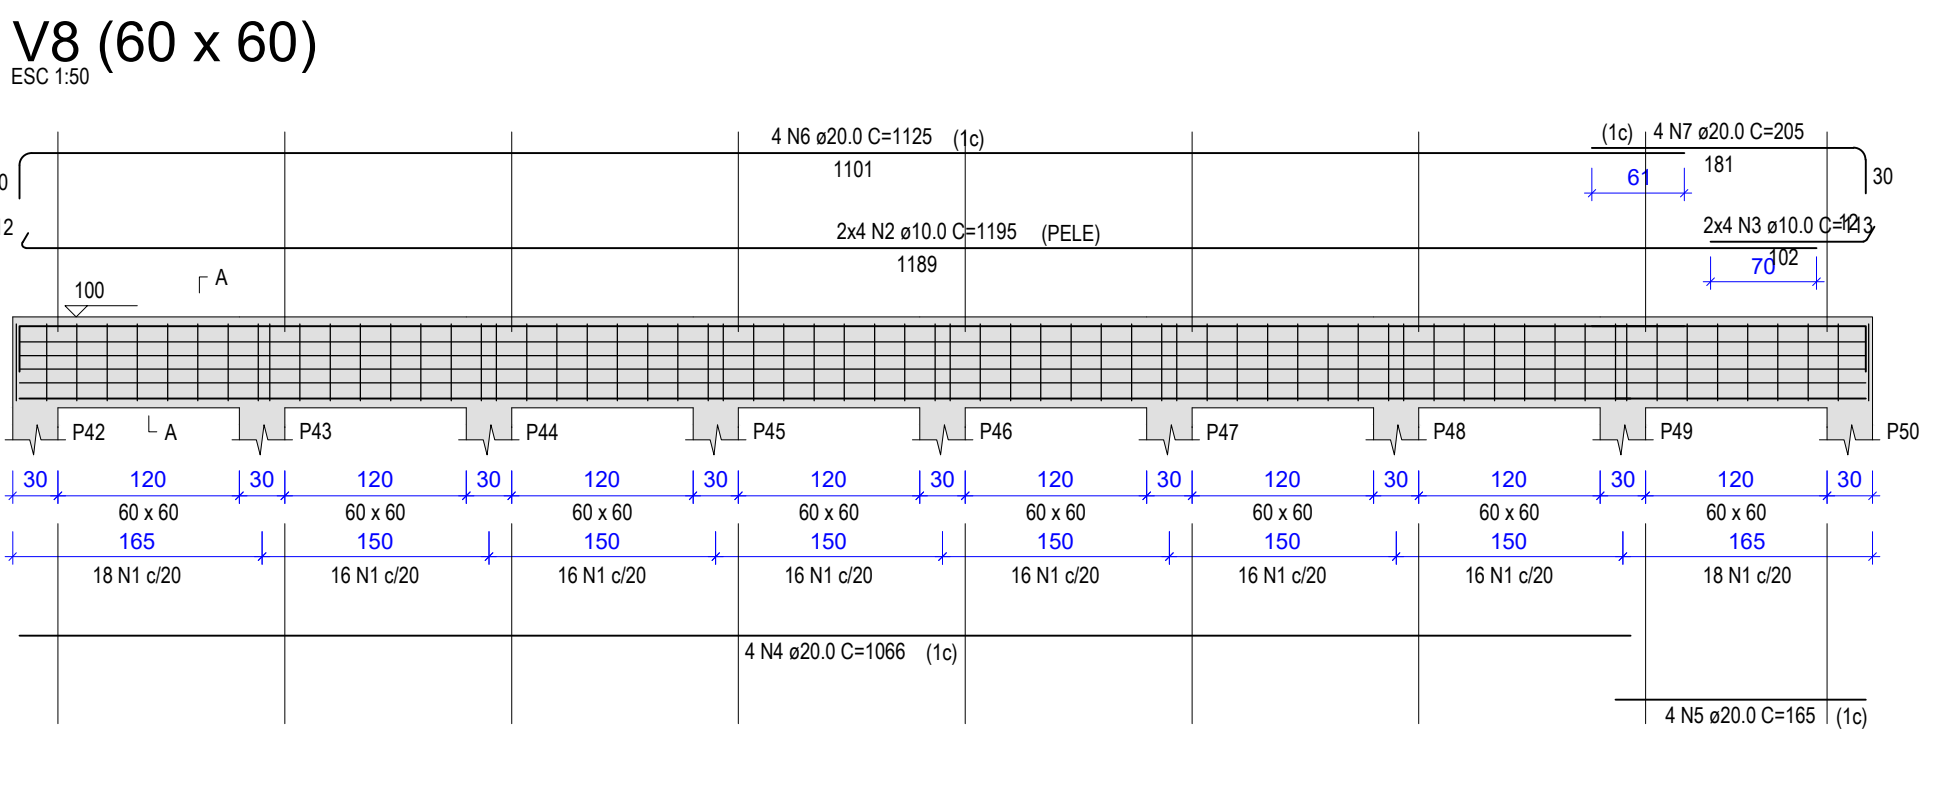 V8 (60 x 60)
ESC 1:50
4 N6 ø20.0 C=1125 (1c)
(1c) 4 N7 ø20.0 C=205
1101
181
61
0
30
12
2x4 N2 ø10.0 C=1195 (PELE)
2x4 N3 ø10.0 C=113
12
1189
102
70
A
100
P42
A
P43
P44
P45
P46
P47
P48
P49
P50
30 120 30 120 30 120 30 120 30 120 30 120 30 120 30 120 30
60 x 60 60 x 60 60 x 60 60 x 60 60 x 60 60 x 60 60 x 60 60 x 60
165 150 150 150 150 150 150 165
18 N1 c/20 16 N1 c/20 16 N1 c/20 16 N1 c/20 16 N1 c/20 16 N1 c/20 16 N1 c/20 18 N1 c/20
4 N4 ø20.0 C=1066 (1c)
4 N5 ø20.0 C=165 (1c)